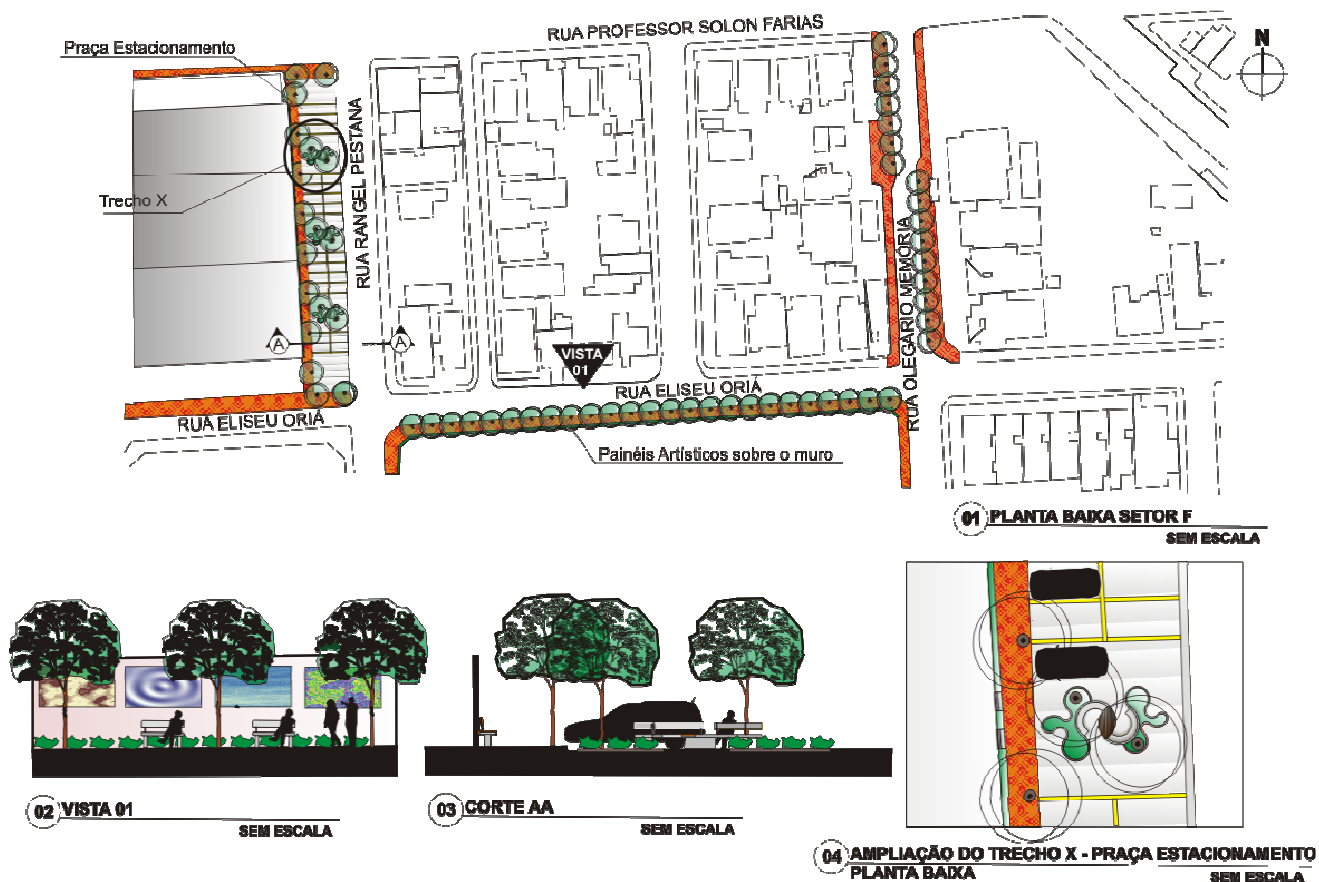 RUA PROFESSOR SOLON FARIAS
Praça Estacionamento
N
RUA RANGEL PESTANA
Trecho X
RUA OLEGÁRIO MEMÓRIA
A
A
VISTA
01
RUA ELISEU ORIÁ
RUA ELISEU ORIÁ
Painéis Artísticos sobre o muro
01 PLANTA BAIXA SETOR F
SEM ESCALA
02 VISTA 01
SEM ESCALA
03 CORTE AA
SEM ESCALA
04 AMPLIAÇÃO DO TRECHO X - PRAÇA ESTACIONAMENTO
PLANTA BAIXA
SEM ESCALA